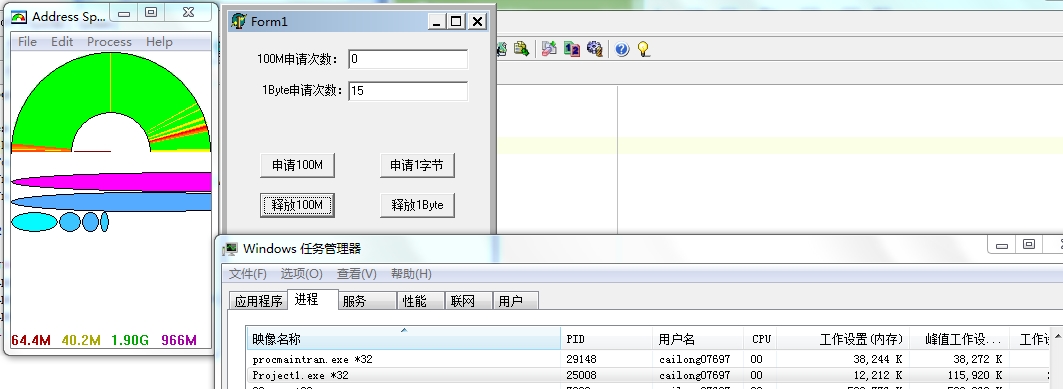 Address Sp...
File Edit Process Help
64.4M 40.2M 1.90G 966M
Form1
100M申请次数: 0
1Byte申请次数: 15
申请100M 申请1字节
释放100M 释放1Byte
Windows 任务管理器
文件(F) 选项(O) 查看(V) 帮助(H)
应用程序 进程 服务 性能 联网 用户
映像名称 PID 用户名 CPU 工作设置(内存) 峰值工作设...
procmaintran.exe *32 29148 cailong07697 00 38,244 K 38,272 K
Project1.exe *32 25008 cailong07697 00 12,212 K 115,920 K